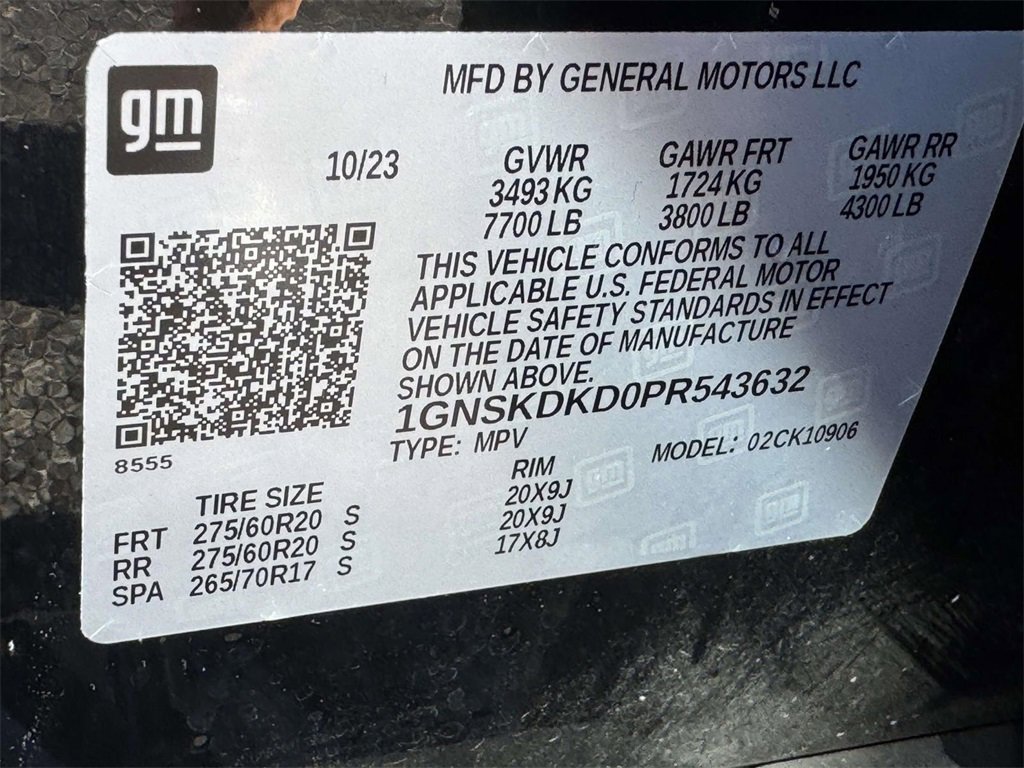 gm
MFD BY GENERAL MOTORS LLC
10/23 GVWR GAWR FRT GAWR RR
3493 KG 1724 KG 1950 KG
7700 LB 3800 LB 4300 LB
THIS VEHICLE CONFORMS TO ALL
APPLICABLE U.S. FEDERAL MOTOR
VEHICLE SAFETY STANDARDS IN EFFECT
ON THE DATE OF MANUFACTURE
SHOWN ABOVE.
1GNSKDKD0PR543632
TYPE: MPV MODEL: 02CK10906
8555
TIRE SIZE RIM
FRT 275/60R20 S 20X9J
RR 275/60R20 S 20X9J
SPA 265/70R17 S 17X8J